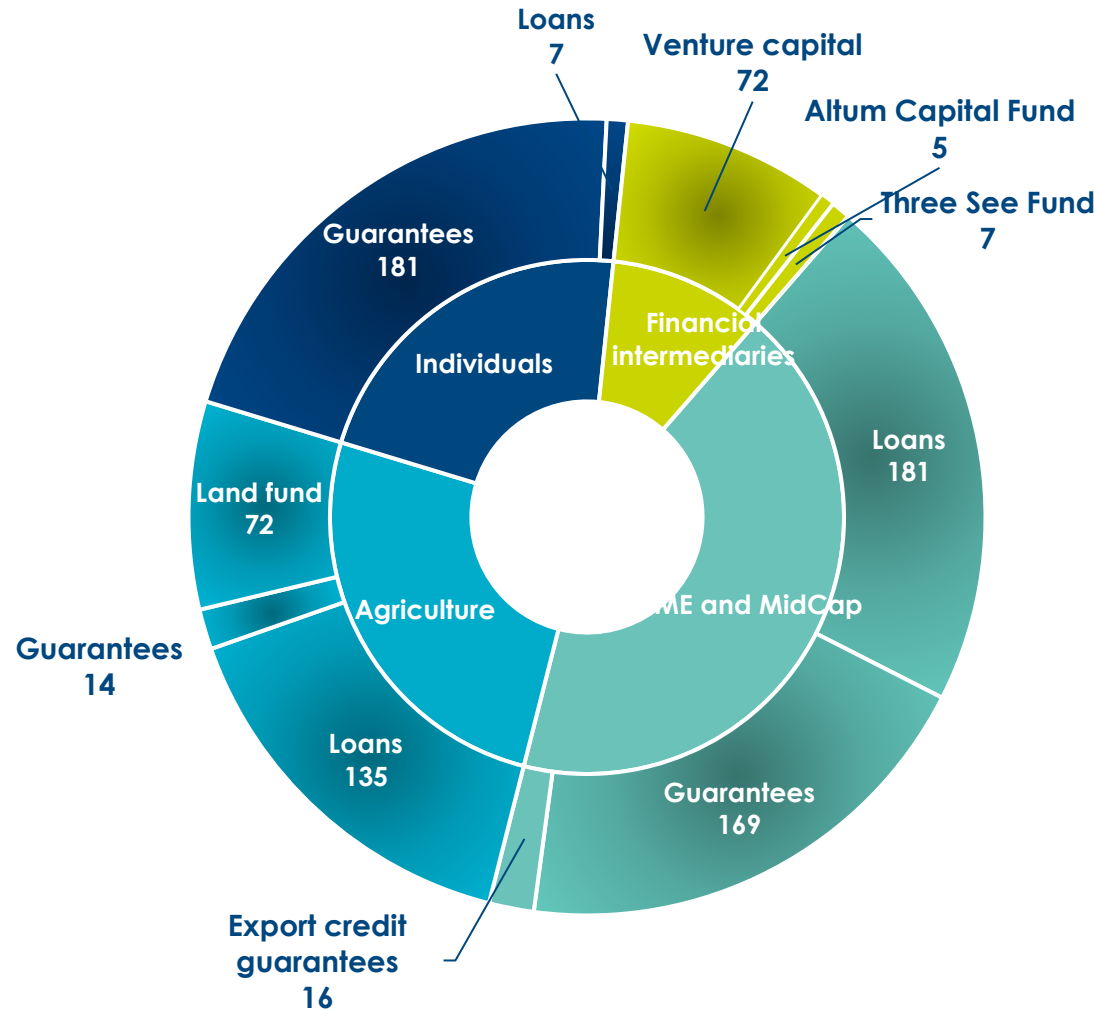 Loans
7
Venture capital
72
Altum Capital Fund
5
Three See Fund
7
Guarantees
181
Individuals
Financial
intermediaries
Loans
181
Land fund
72
Agriculture
ME and MidCap
Guarantees
14
Loans
135
Guarantees
169
Export credit
guarantees
16